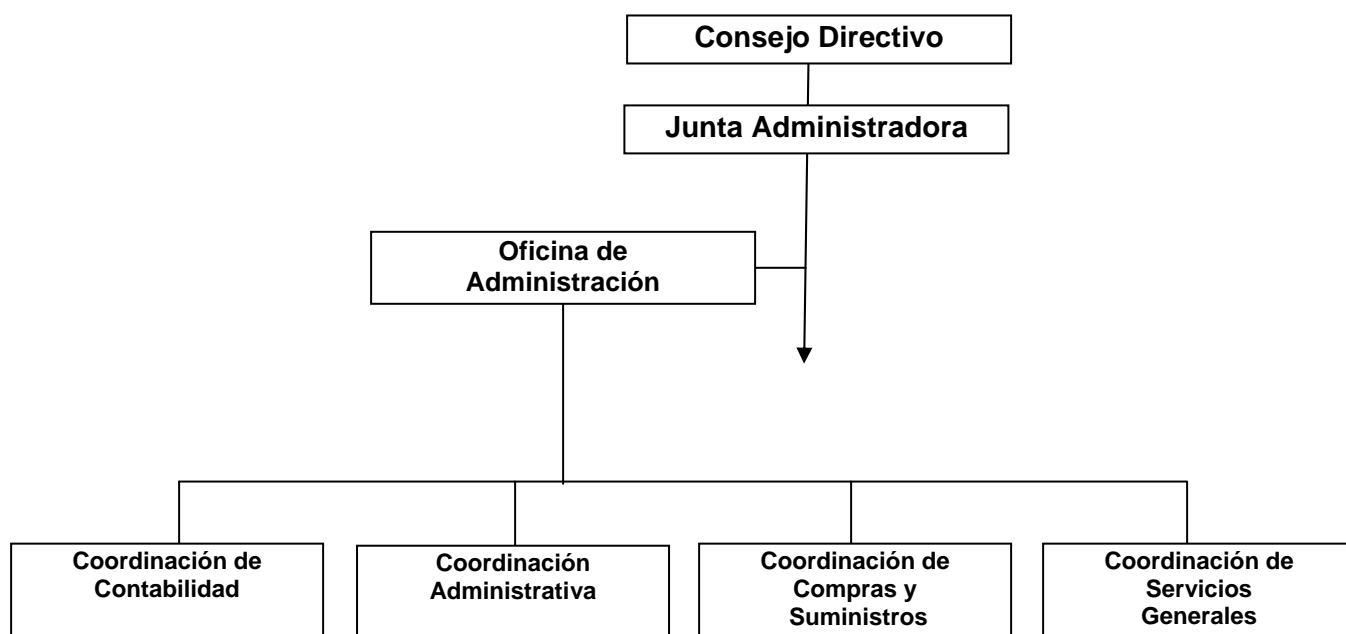 Consejo Directivo
Junta Administradora
Oficina de
Administración
Coordinación de
Contabilidad
Coordinación
Administrativa
Coordinación de
Compras y
Suministros
Coordinación de
Servicios
Generales